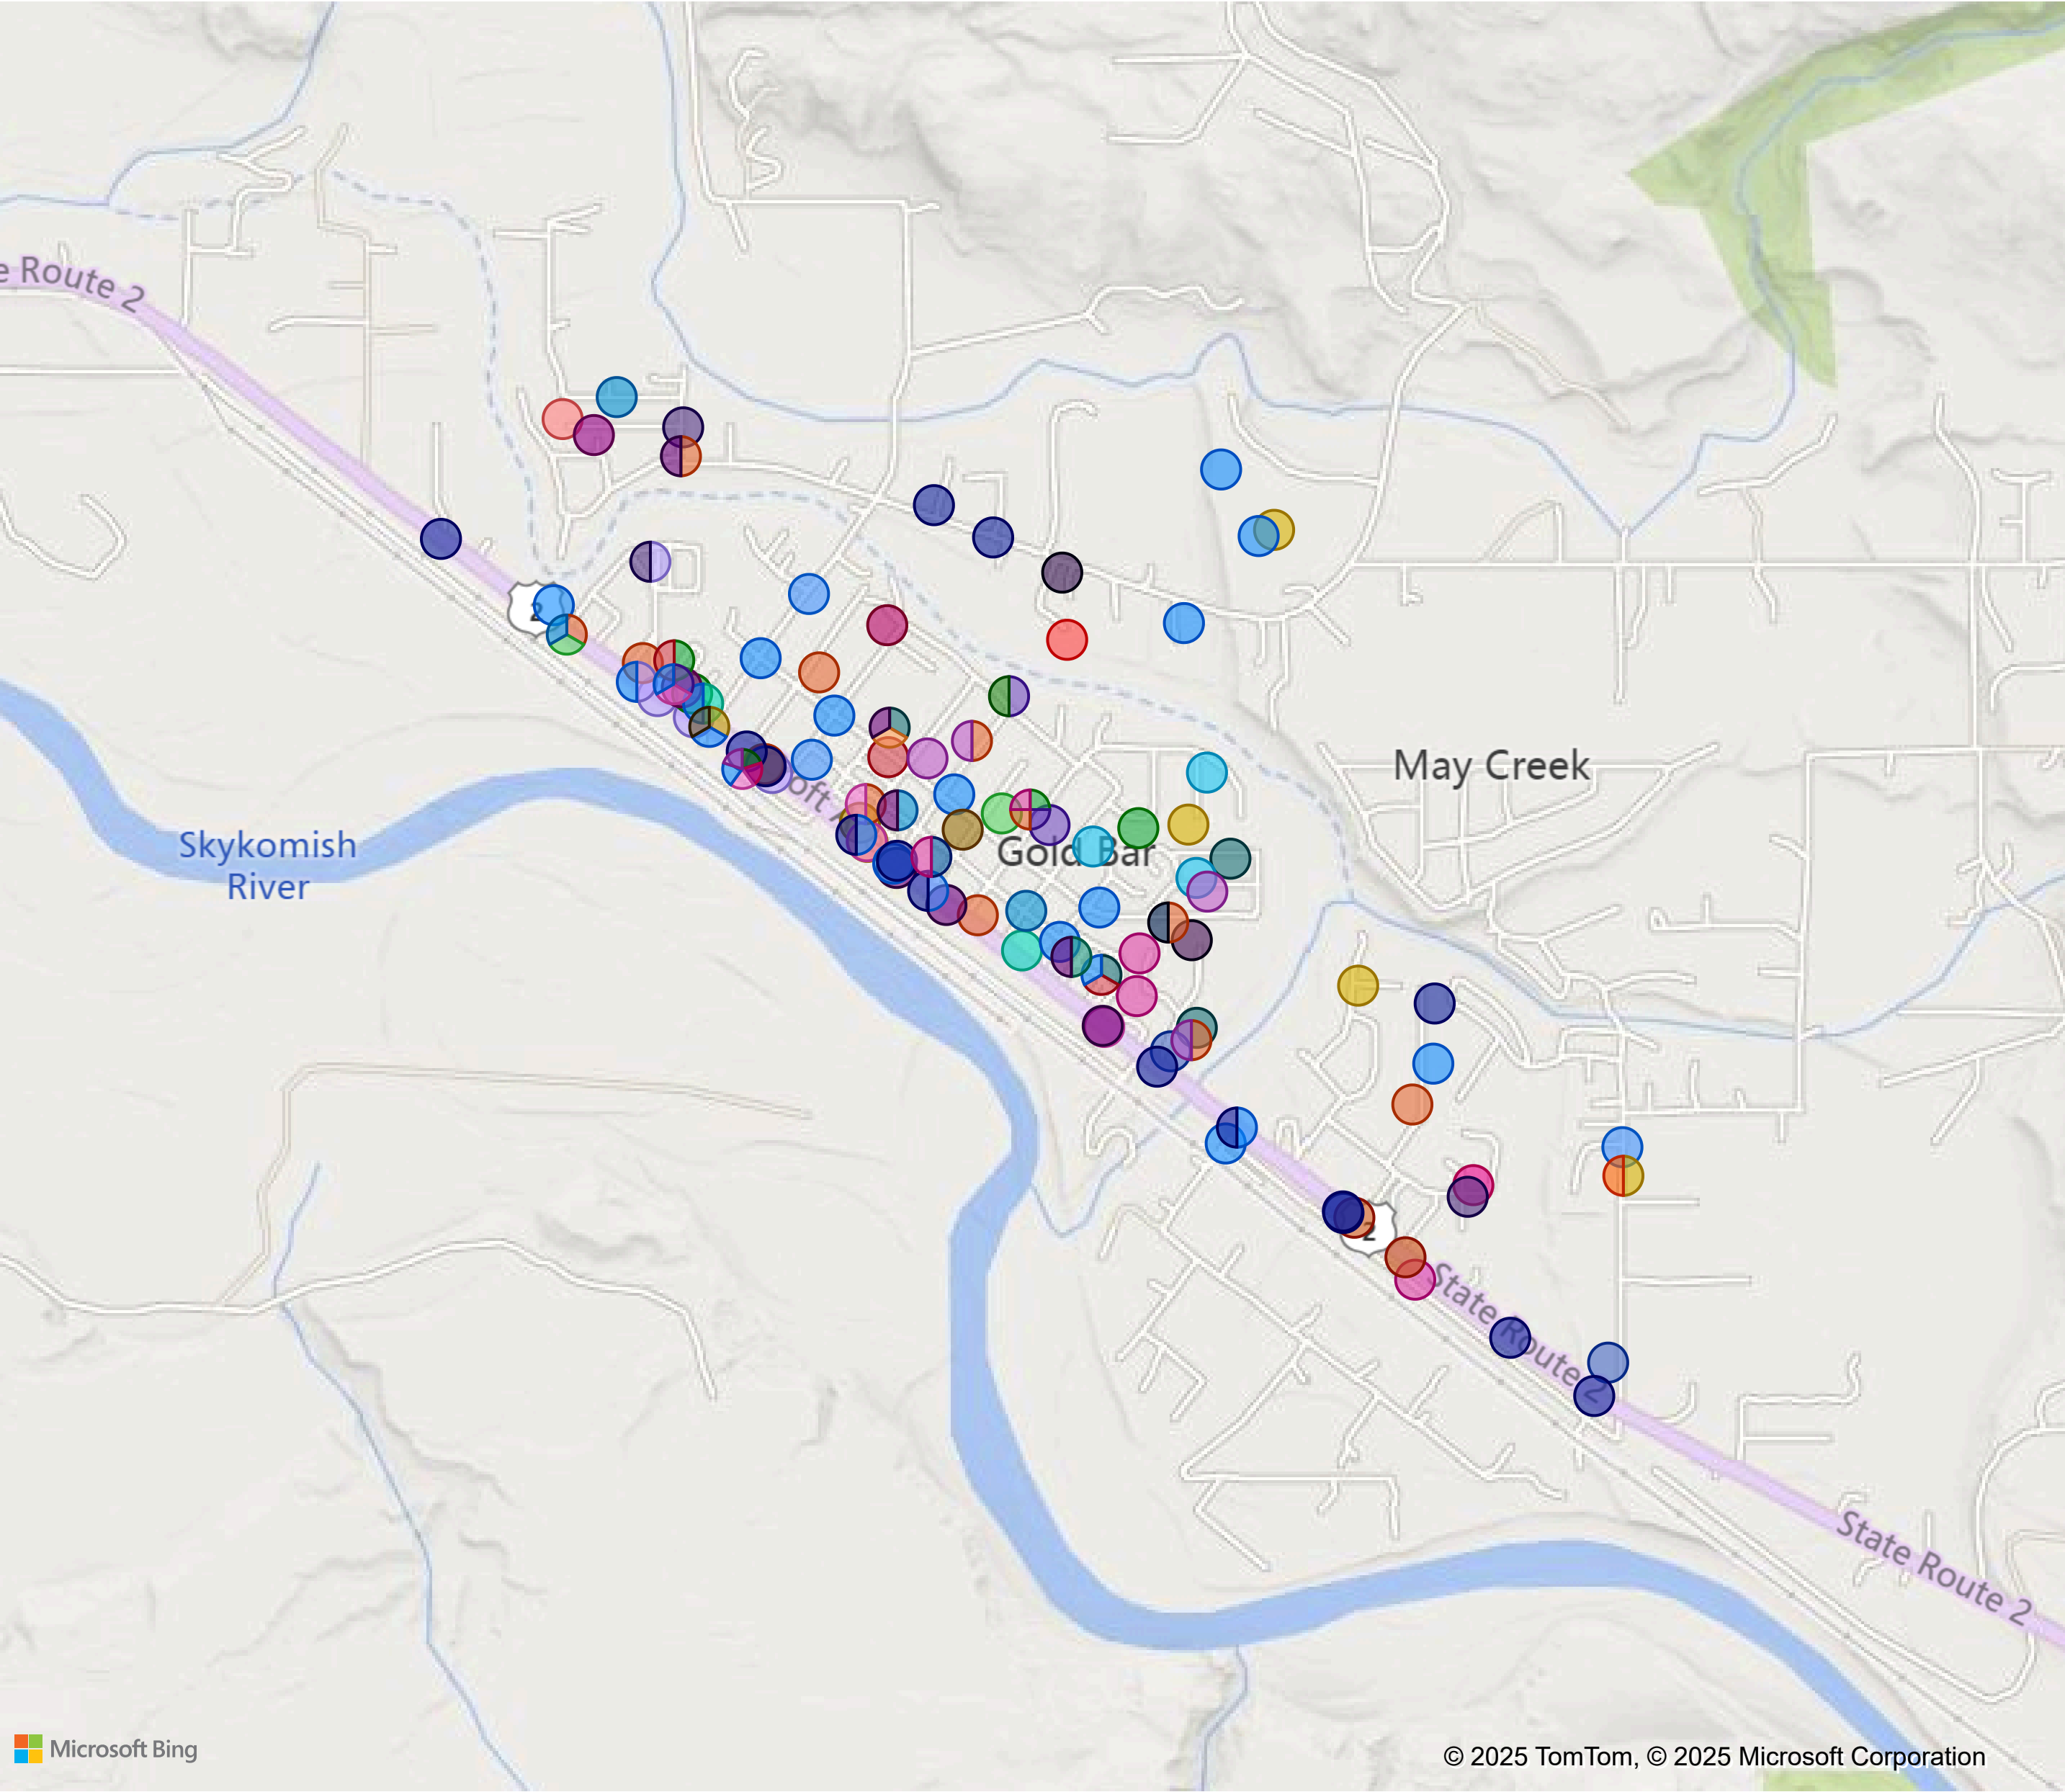 e Route 2
2
Skykomish
River
oft A
May Creek
Gold Bar
2
State Route 2
State Route 2
Microsoft Bing
© 2025 TomTom, © 2025 Microsoft Corporation